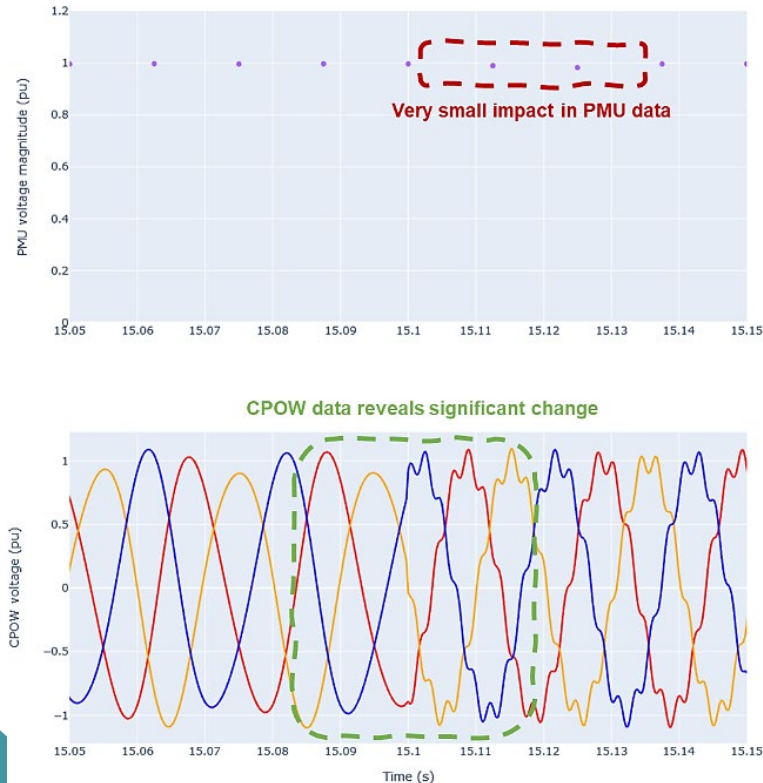 1.2
1
0.8
0.6
0.4
0.2
0
PMU voltage magnitude (pu)
Very small impact in PMU data
15.05 15.06 15.07 15.08 15.09 15.1 15.11 15.12 15.13 15.14 15.15
CPOW data reveals significant change
1
0.5
0
−0.5
−1
CPOW voltage (pu)
15.05 15.06 15.07 15.08 15.09 15.1 15.11 15.12 15.13 15.14 15.15
Time (s)